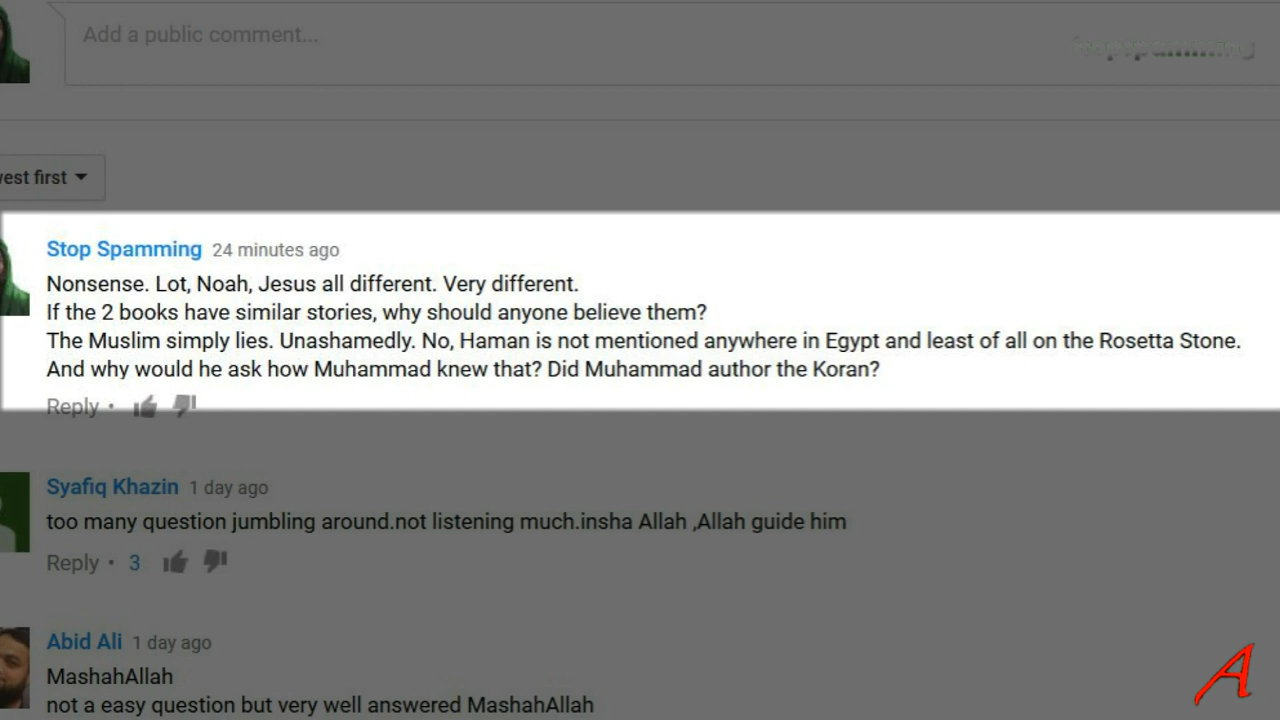 Add a public comment...
est first
Stop Spamming 24 minutes ago
Nonsense. Lot, Noah, Jesus all different. Very different.
If the 2 books have similar stories, why should anyone believe them?
The Muslim simply lies. Unashamedly. No, Haman is not mentioned anywhere in Egypt and least of all on the Rosetta Stone.
And why would he ask how Muhammad knew that? Did Muhammad author the Koran?
Reply ·
Syafiq Khazin 1 day ago
too many question jumbling around.not listening much.insha Allah ,Allah guide him
Reply · 3
Abid Ali 1 day ago
MashahAllah
not a easy question but very well answered MashahAllah
A